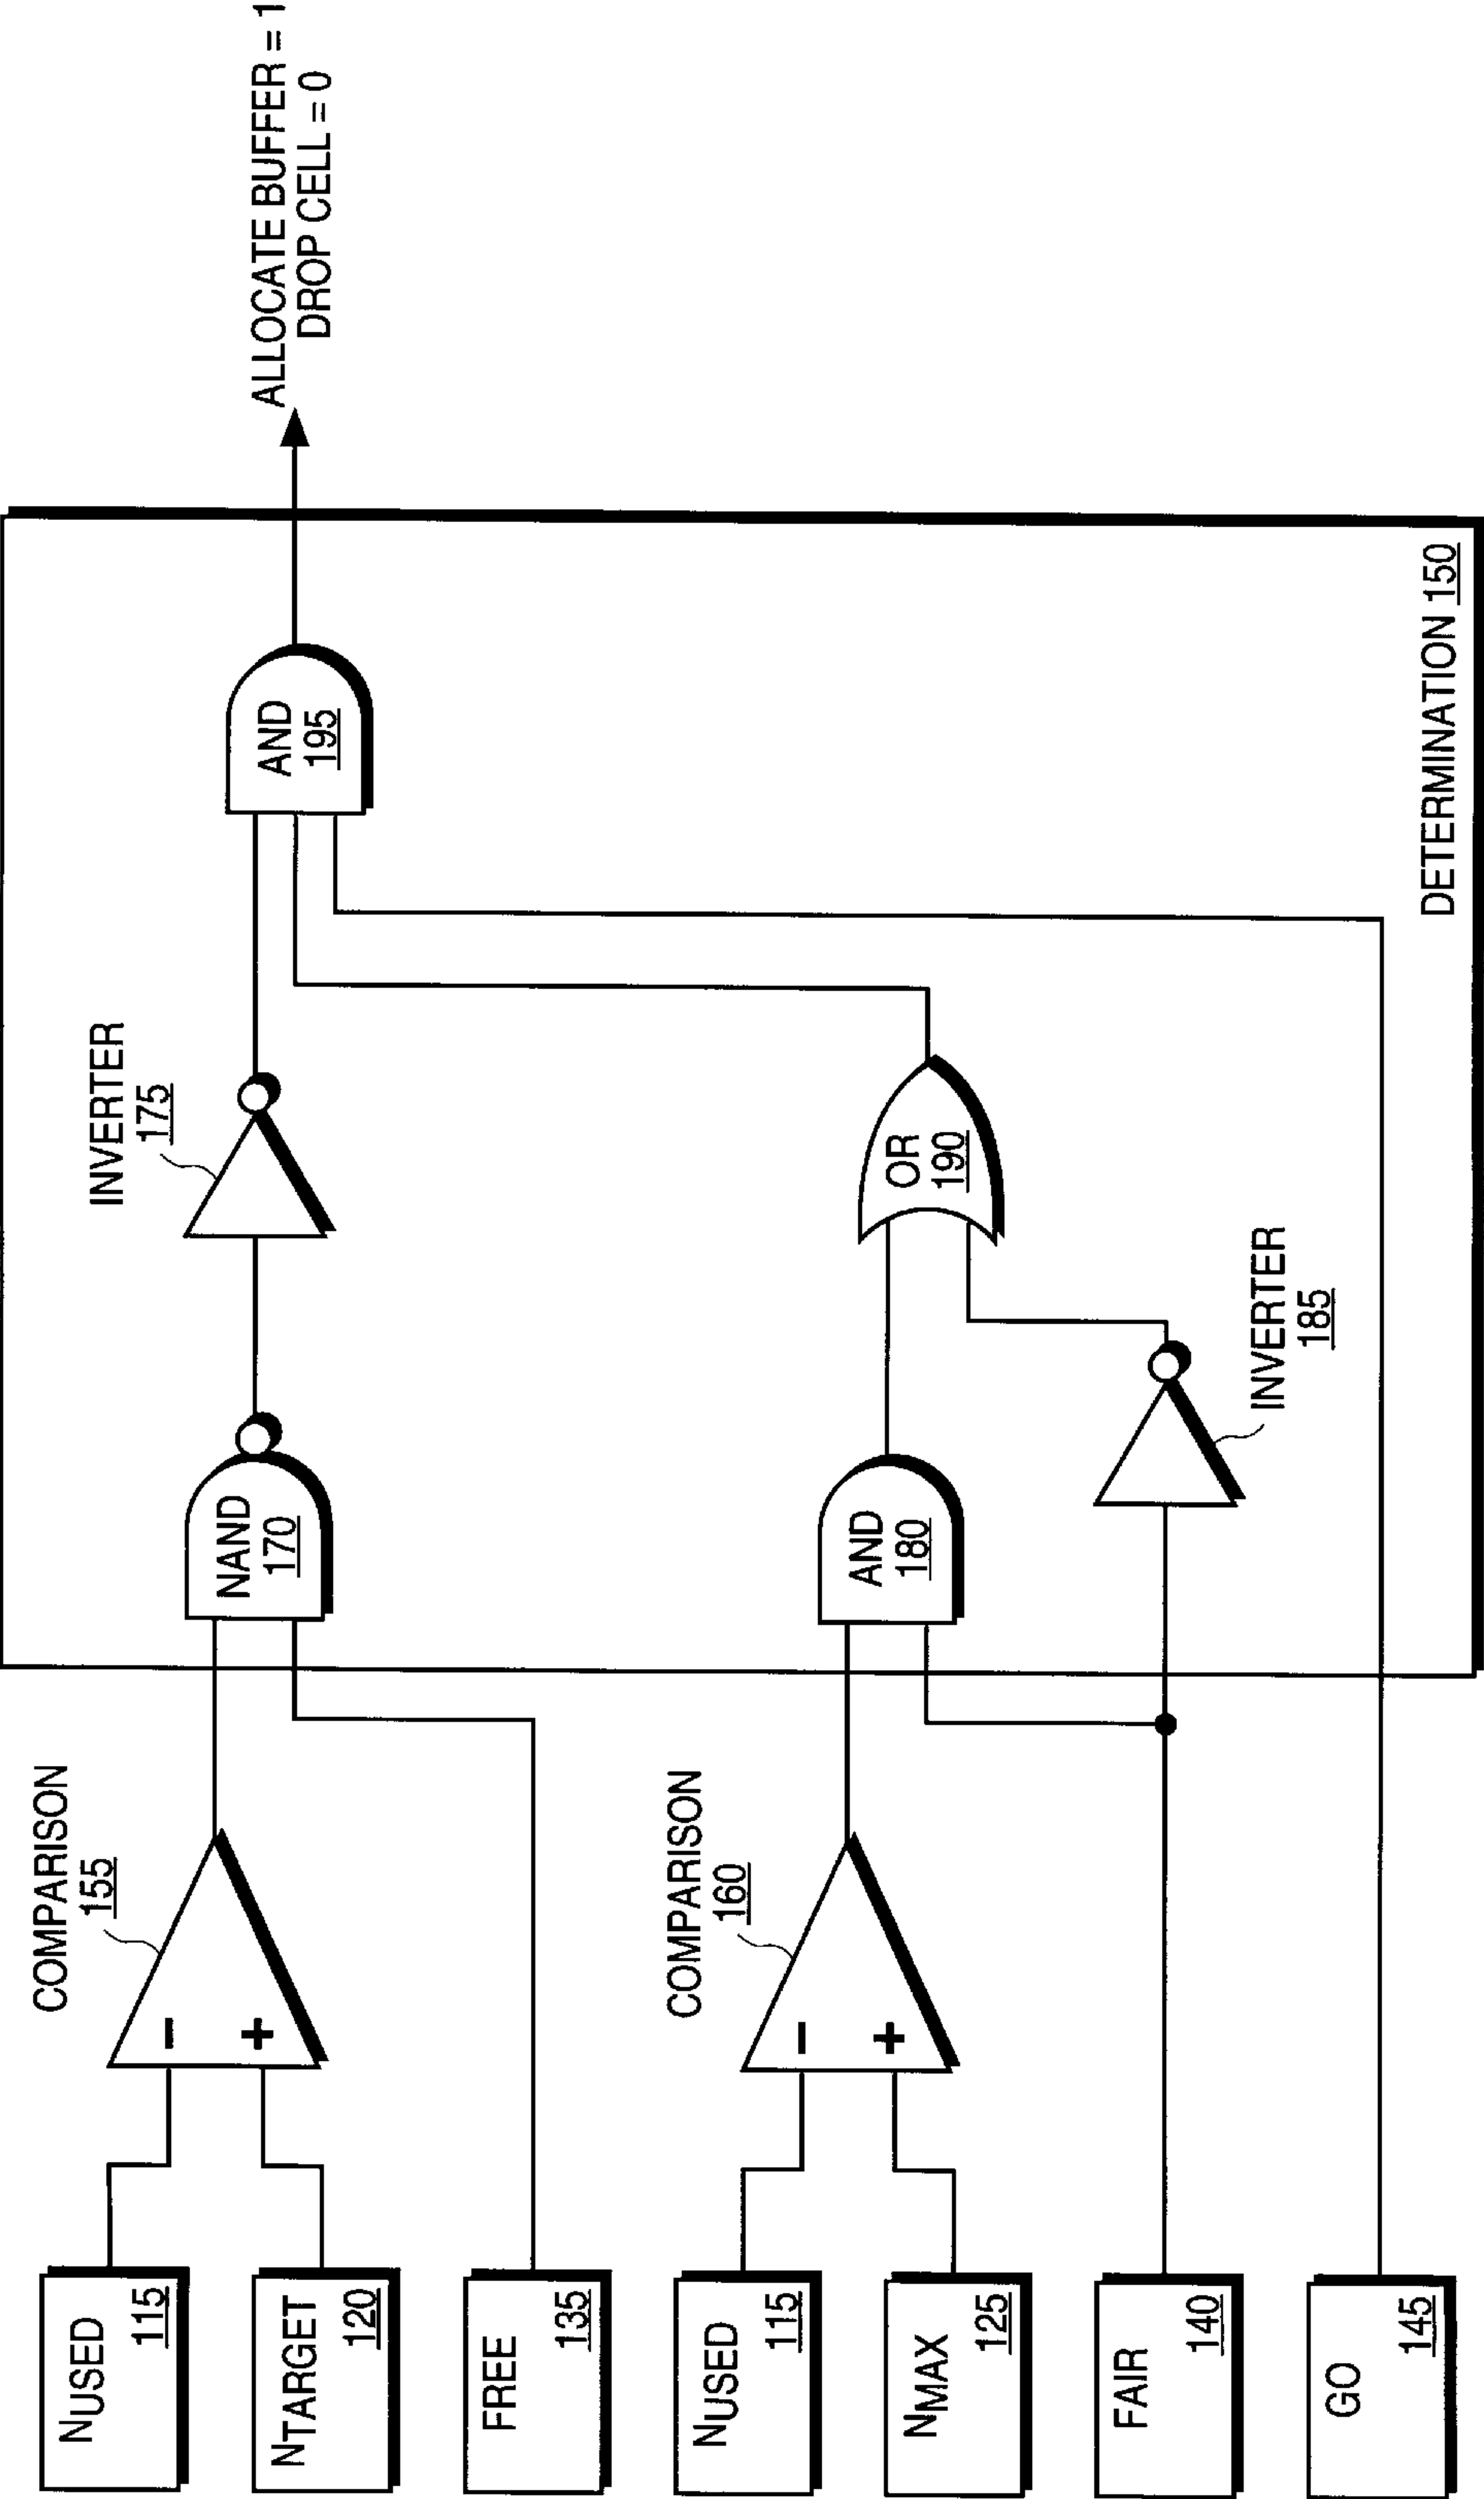 NUSED
115
NTARGET
120
FREE
135
NUSED
115
NMAX
125
FAIR
140
GO
145
COMPARISON
155
-
+
COMPARISON
160
-
+
NAND
170
INVERTER
175
AND
180
INVERTER
185
OR
190
AND
195
DETERMINATION 150
ALLOCATE BUFFER = 1
DROP CELL = 0